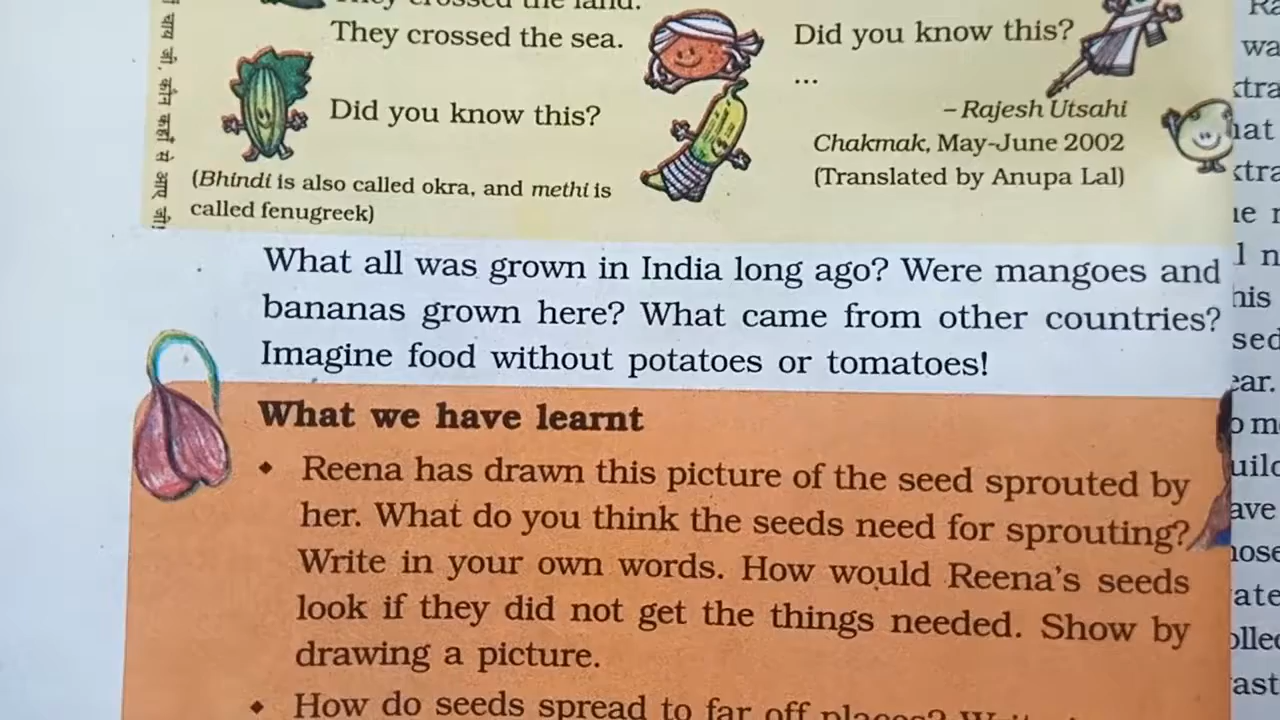 They crossed the land.
They crossed the sea.
Did you know this?
(Bhindi is also called okra, and methi is
called fenugreek)
Did you know this?
...
– Rajesh Utsahi
Chakmak, May-June 2002
(Translated by Anupa Lal)
What all was grown in India long ago? Were mangoes and
bananas grown here? What came from other countries?
Imagine food without potatoes or tomatoes!
What we have learnt
◆ Reena has drawn this picture of the seed sprouted by
her. What do you think the seeds need for sprouting?
Write in your own words. How would Reena's seeds
look if they did not get the things needed. Show by
drawing a picture.
◆ How do seeds spread to far off places?